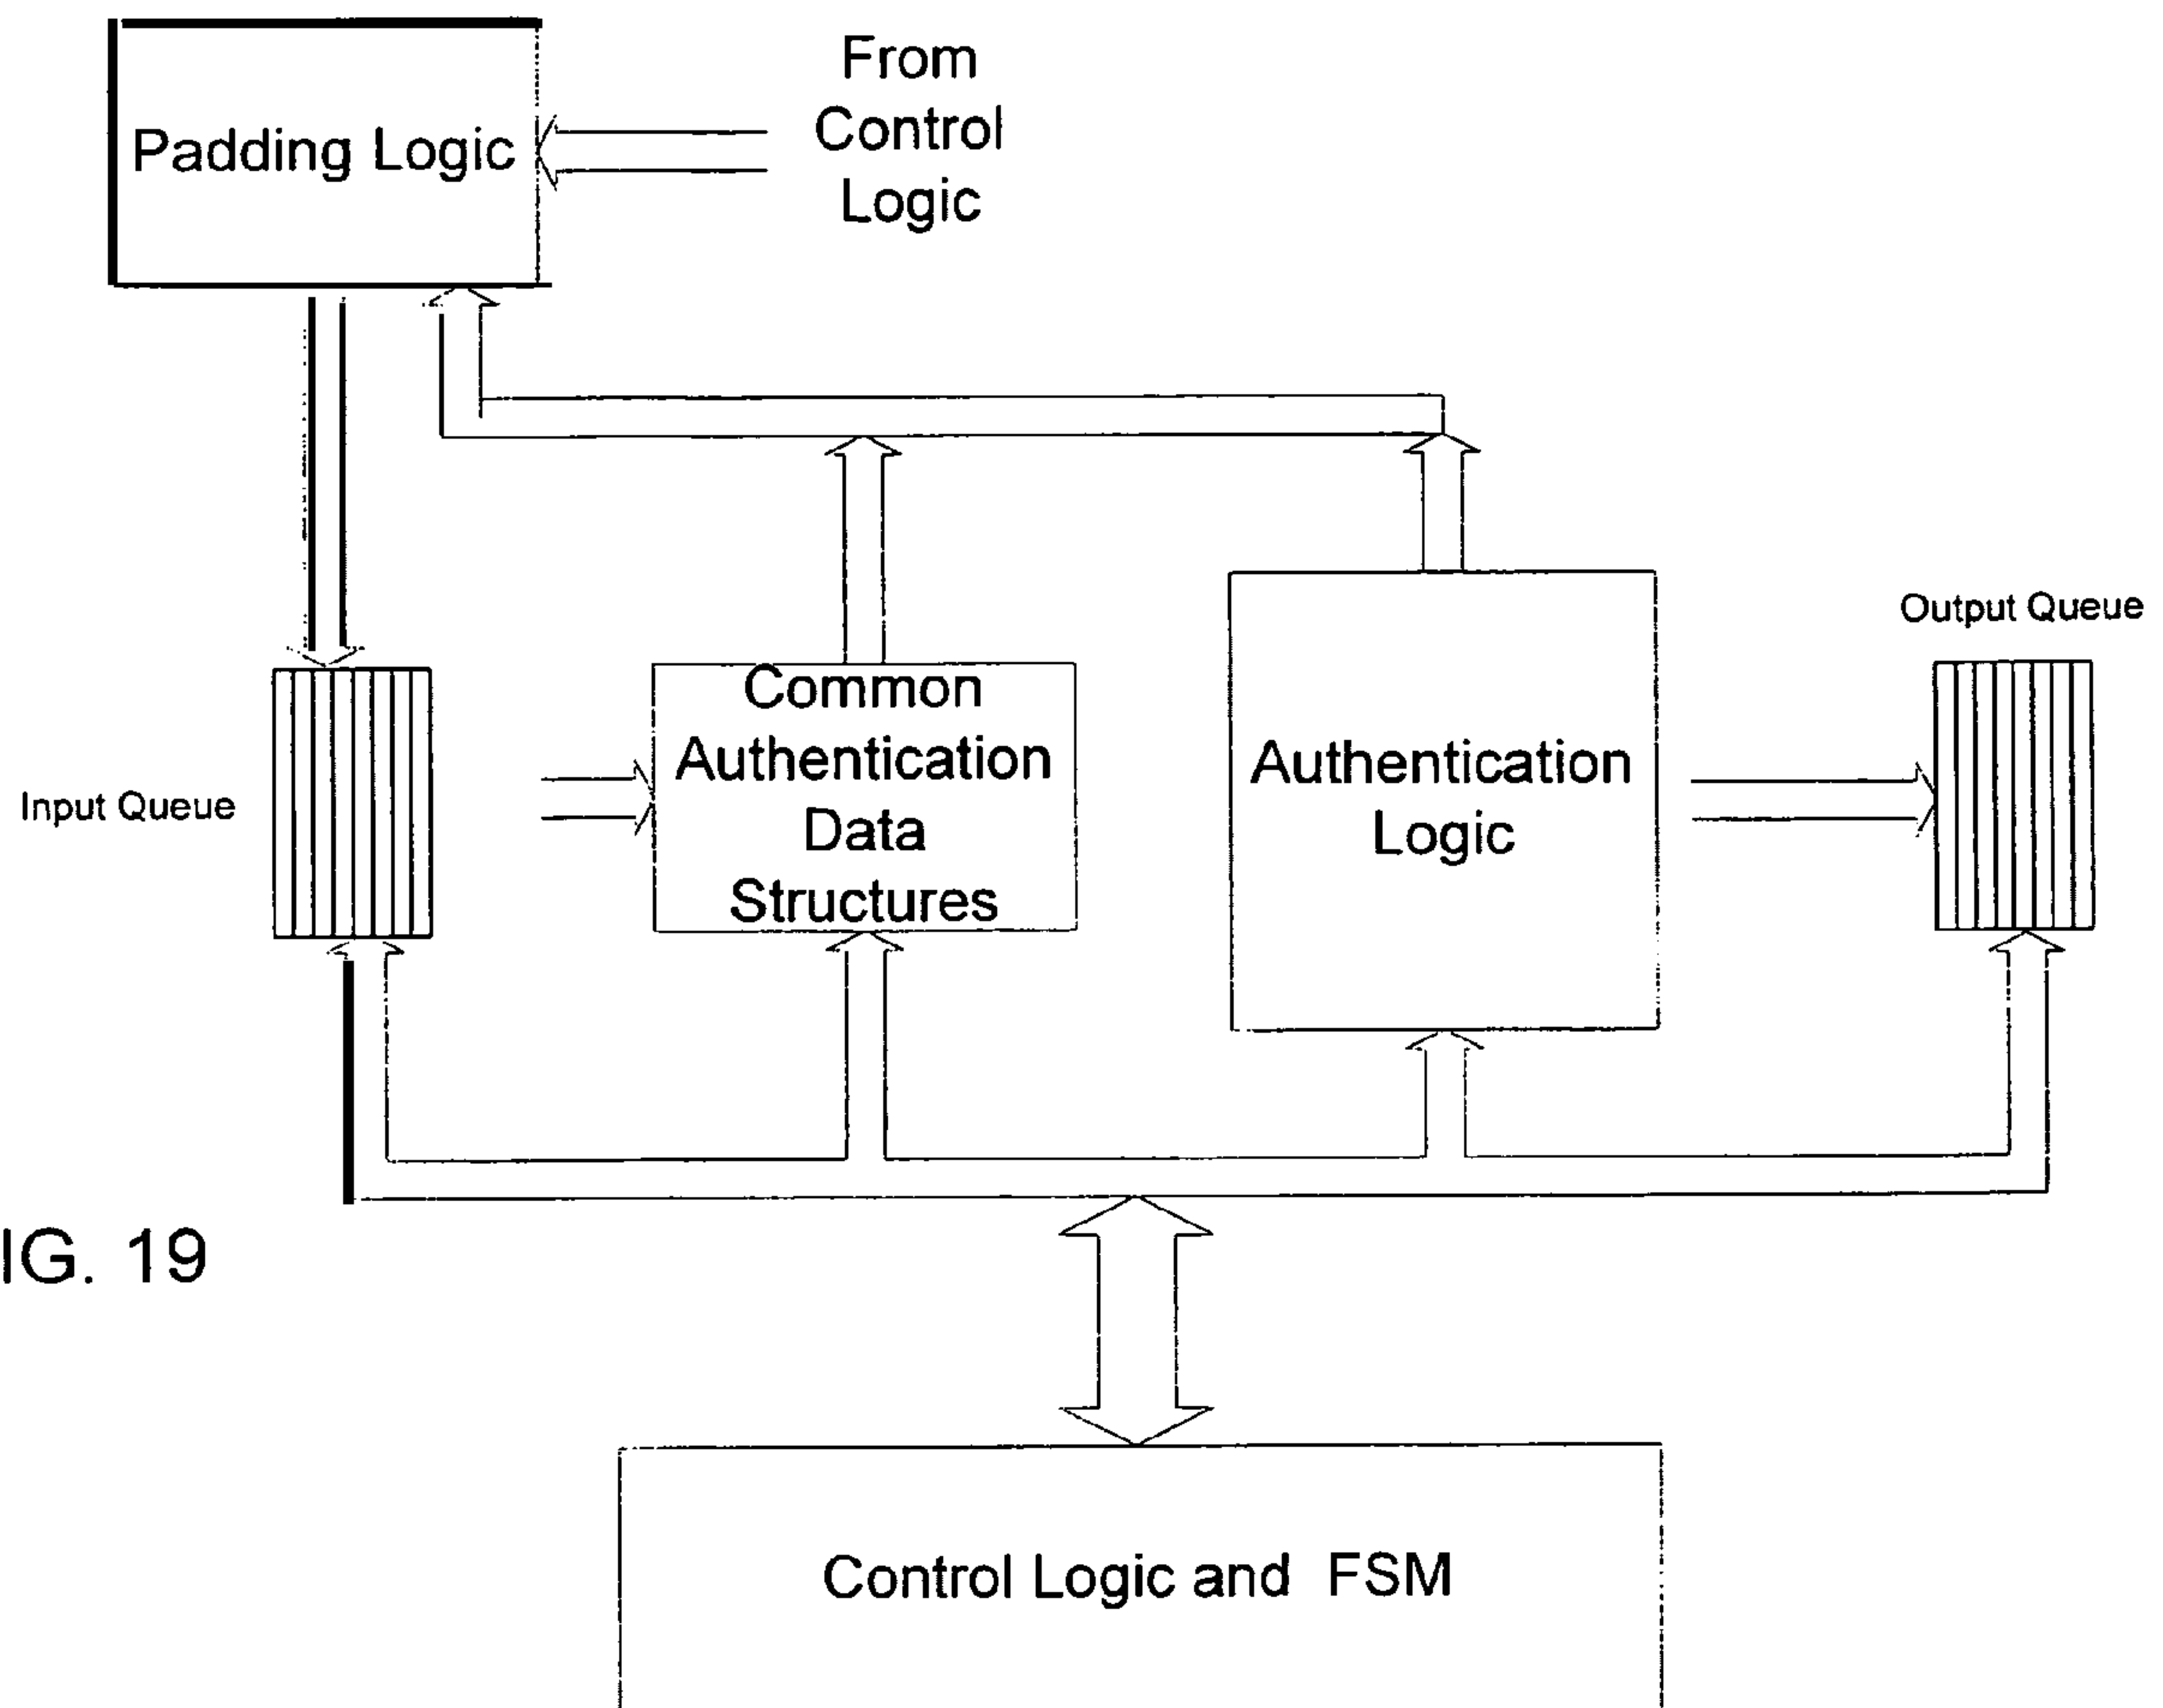 From
Control
Logic
Padding Logic
Output Queue
Common
Authentication
Data
Structures
Authentication
Logic
Input Queue
IG. 19
Control Logic and FSM